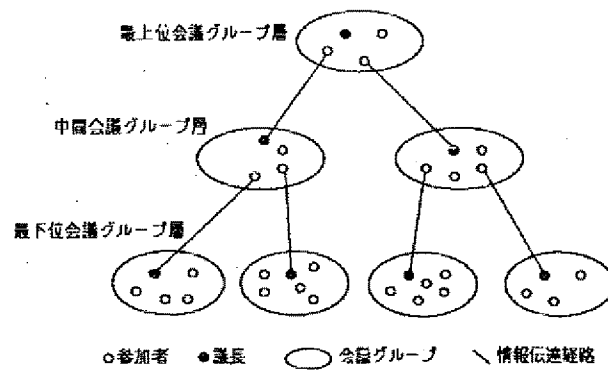 最上位会議グループ層
中間会議グループ層
最下位会議グループ層
参加者 議長 会議グループ 情報伝達経路